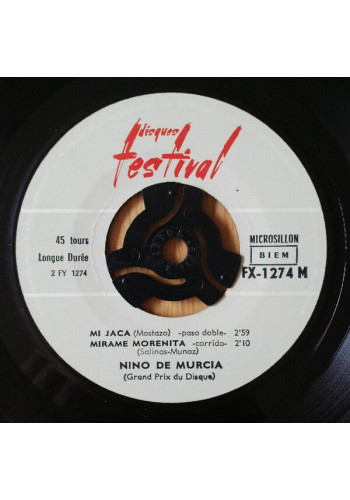 disques
festival
45 tours
Longue Durée
2 FY 1274
MICROSILLON
BIEM
FX-1274 M
MI JACA (Mostazo) -paso doble- 2'59
MIRAME MORENITA -corrido- 2'10
(Salinas-Munoz)
NINO DE MURCIA
(Grand Prix du Disque)